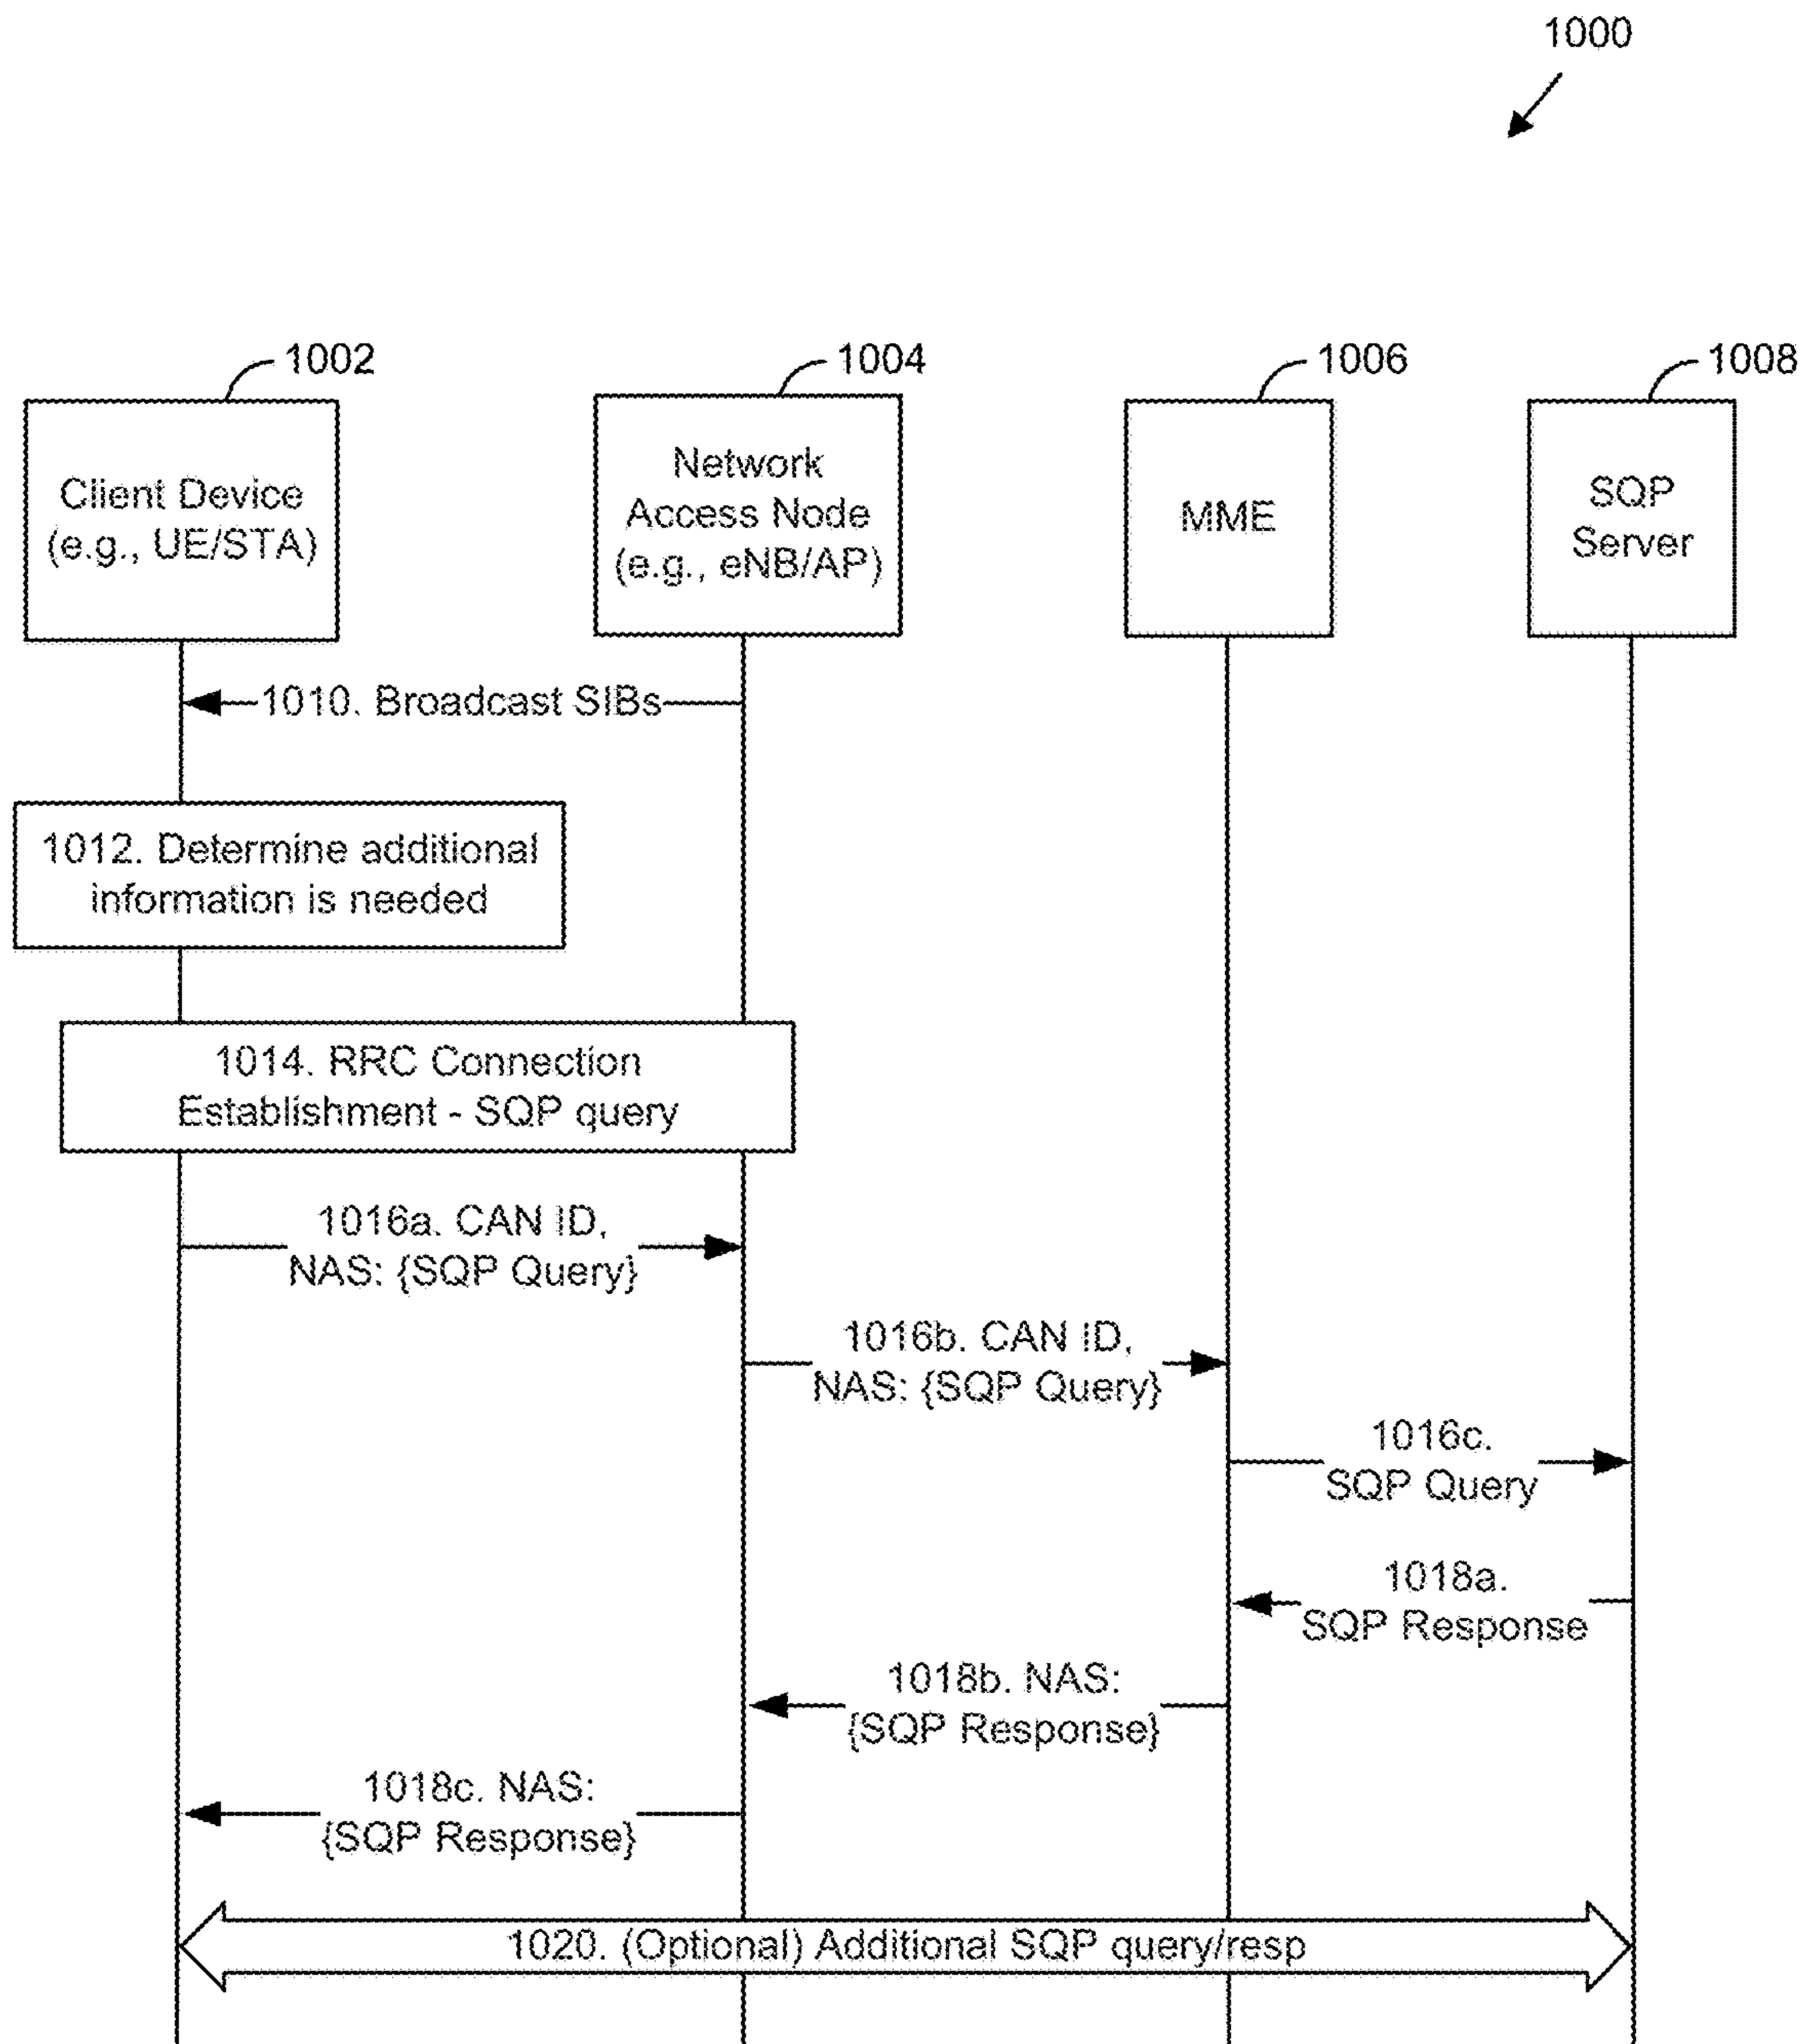 1000
1002
1004
1006
1008
Client Device
(e.g., UE/STA)
Network
Access Node
(e.g., eNB/AP)
MME
SQP
Server
1010. Broadcast SIBs
1012. Determine additional
information is needed
1014. RRC Connection
Establishment - SQP query
1016a. CAN ID,
NAS: {SQP Query}
1016b. CAN ID,
NAS: {SQP Query}
1016c.
SQP Query
1018a.
SQP Response
1018b. NAS:
{SQP Response}
1018c. NAS:
{SQP Response}
1020. (Optional) Additional SQP query/resp